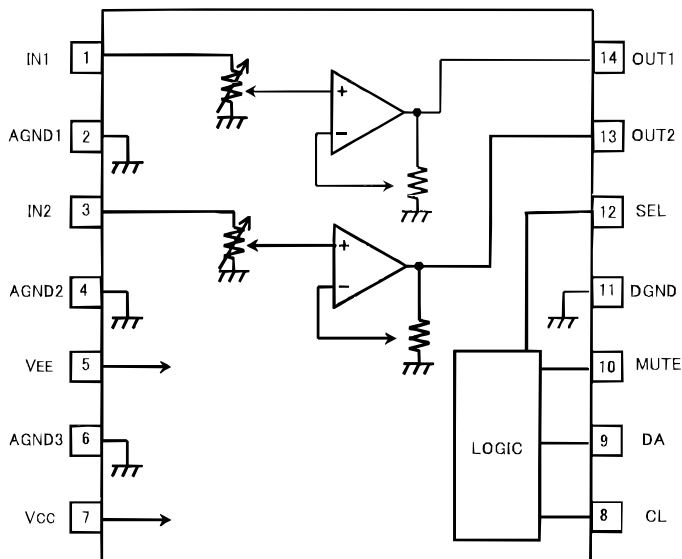 IN1 1 14 OUT1
+
−
AGND1 2 13 OUT2
IN2 3 12 SEL
+
−
AGND2 4 11 DGND
VEE 5 10 MUTE
AGND3 6 9 DA
LOGIC
VCC 7 8 CL